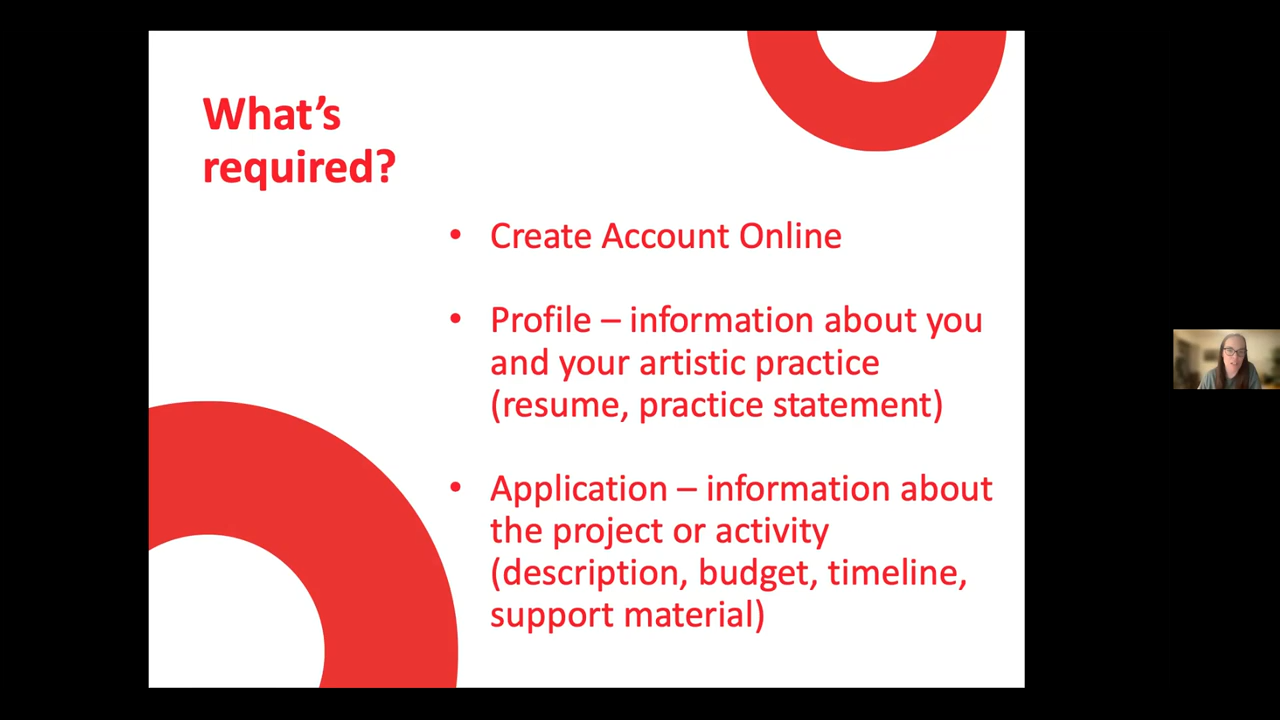 What’s
required?
• Create Account Online
• Profile – information about you
and your artistic practice
(resume, practice statement)
• Application – information about
the project or activity
(description, budget, timeline,
support material)